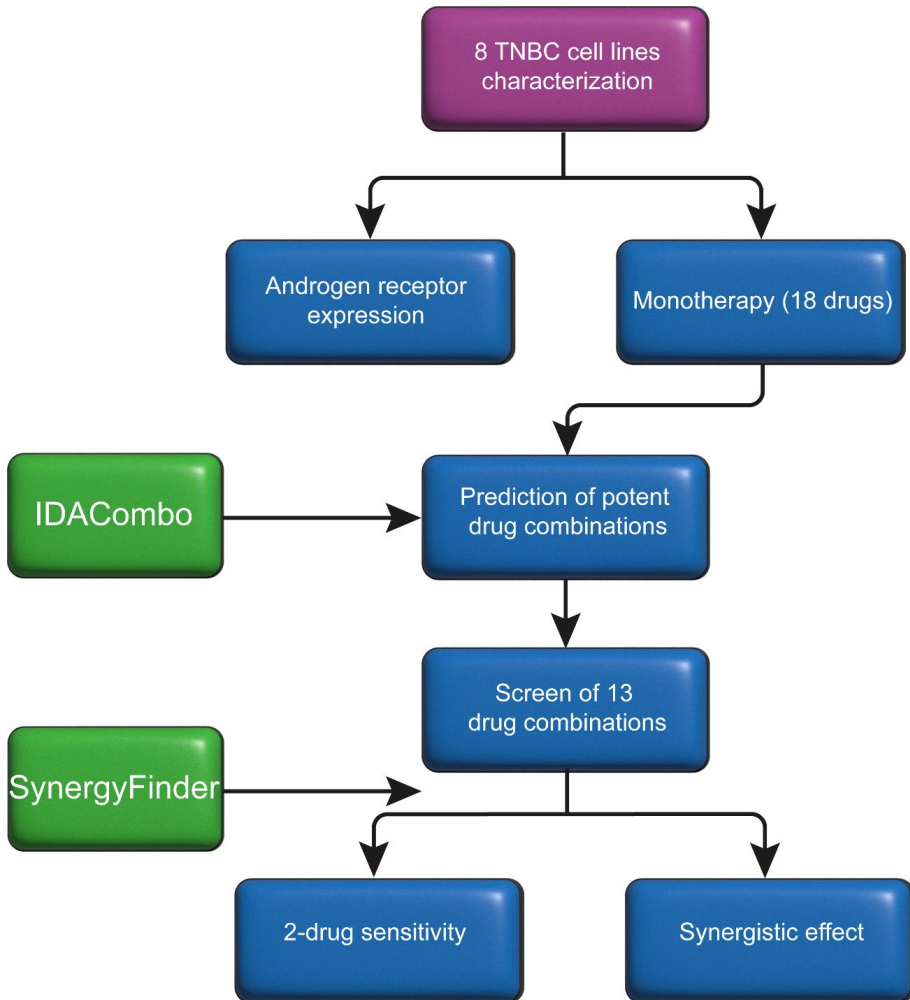 8 TNBC cell lines
characterization
Androgen receptor
expression
Monotherapy (18 drugs)
IDACombo
Prediction of potent
drug combinations
Screen of 13
drug combinations
SynergyFinder
2-drug sensitivity
Synergistic effect